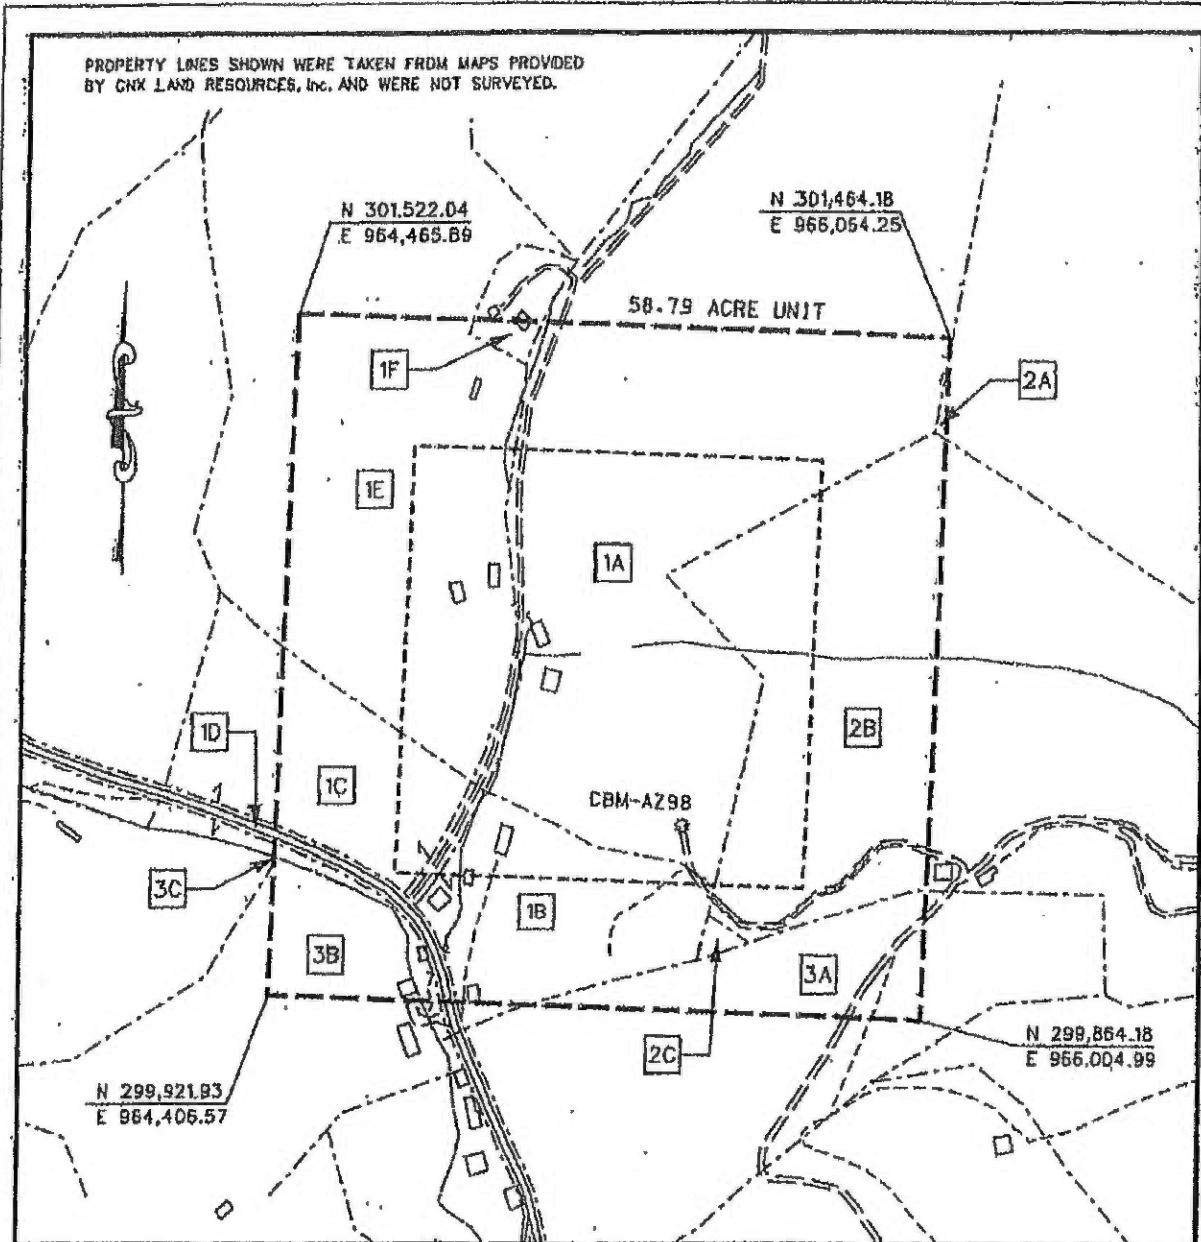 PROPERTY LINES SHOWN WERE TAKEN FROM MAPS PROVIDED
BY CNX LAND RESOURCES, Inc. AND WERE NOT SURVEYED.
N 301,522.04
E 964,465.89
N 301,464.18
E 966,064.25
58.79 ACRE UNIT
1F
2A
1E
1A
1D
2B
1C
CBM-AZ98
3C
1B
3B
3A
2C
N 299,864.18
E 966,004.99
N 299,921.93
E 964,406.57